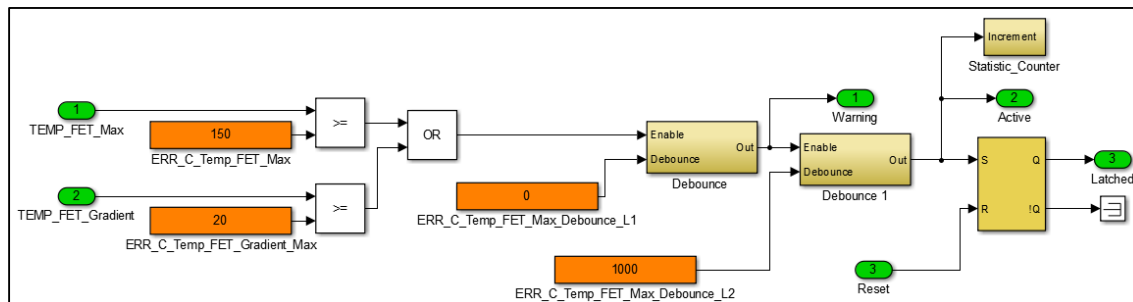 Increment
Statistic_Counter
1
TEMP_FET_Max
150
ERR_C_Temp_FET_Max
>=
OR
1
Warning
2
Active
Enable
Debounce
Out
Debounce
Enable
Debounce
Out
Debounce 1
S
R
Q
!Q
3
Latched
2
TEMP_FET_Gradient
20
ERR_C_Temp_FET_Gradient_Max
>=
0
ERR_C_Temp_FET_Max_Debounce_L1
1000
ERR_C_Temp_FET_Max_Debounce_L2
3
Reset